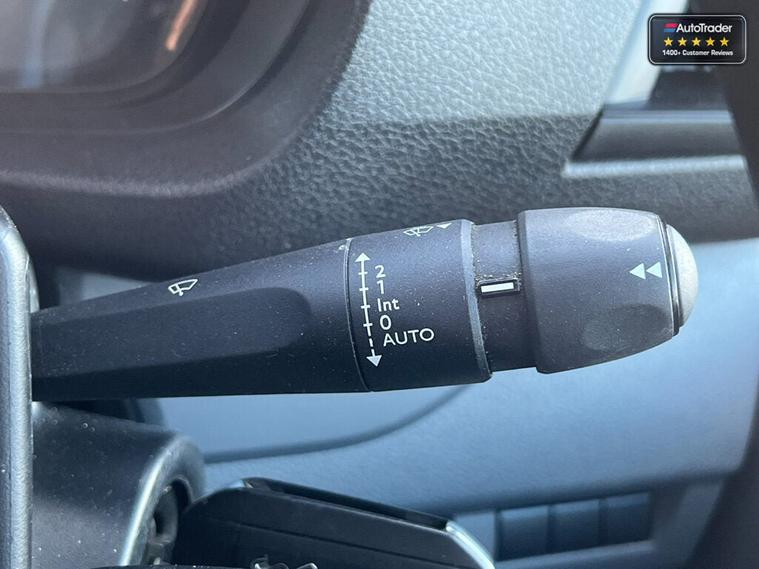 AutoTrader
1400+ Customer Reviews
2
1
Int
0
AUTO